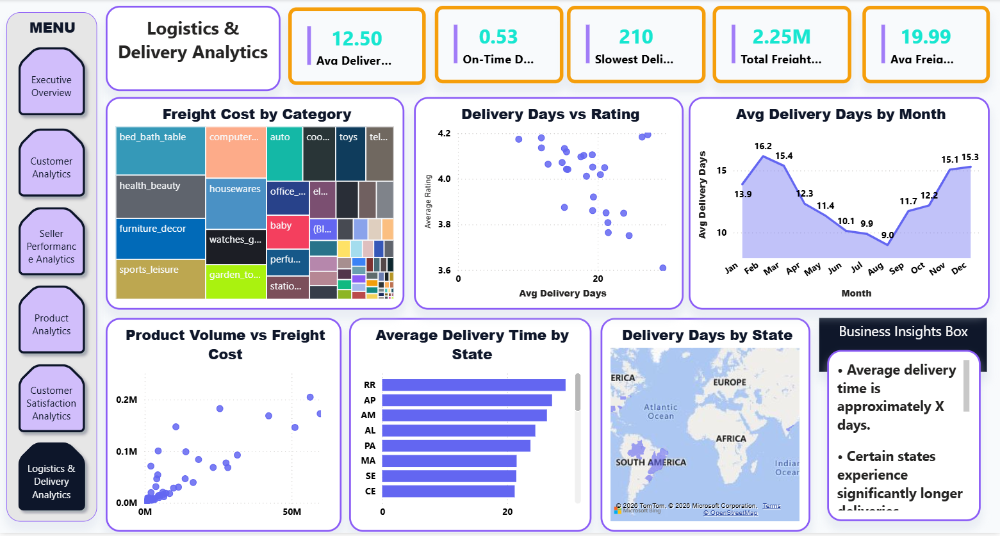 MENU
Executive
Overview
Customer
Analytics
Seller
Performanc
e Analytics
Product
Analytics
Customer
Satisfaction
Analytics
Logistics &
Delivery
Analytics
Logistics &
Delivery Analytics
12.50
Avg Deliver...
0.53
On-Time D...
210
Slowest Deli...
2.25M
Total Freight...
19.99
Avg Freig...
Freight Cost by Category
bed_bath_table
health_beauty
furniture_decor
sports_leisure
computer...
housewares
watches_g...
garden_to...
auto
office_...
baby
perfu...
statio...
coo...
el...
(Bl...
toys
tel...
Delivery Days vs Rating
Average Rating
4.2
4.0
3.8
3.6
0
20
Avg Delivery Days
Avg Delivery Days by Month
Avg Delivery Days
15
10
13.9
16.2
15.4
12.3
11.4
10.1
9.9
9.0
11.7
12.2
15.1
15.3
Jan
Feb
Mar
Apr
May
Jun
Jul
Aug
Sep
Oct
Nov
Dec
Month
Product Volume vs Freight
Cost
0.2M
0.1M
0.0M
0M
50M
Average Delivery Time by
State
RR
AP
AM
AL
PA
MA
SE
CE
0
20
Delivery Days by State
ERICA
EUROPE
Atlantic
Ocean
AFRICA
SOUTH AMERICA
Indian
Ocean
Microsoft Bing
© 2026 TomTom, © 2026 Microsoft Corporation, Terms
© OpenStreetMap
Business Insights Box
• Average delivery
time is
approximately X
days.
• Certain states
experience
significantly longer
deliveries